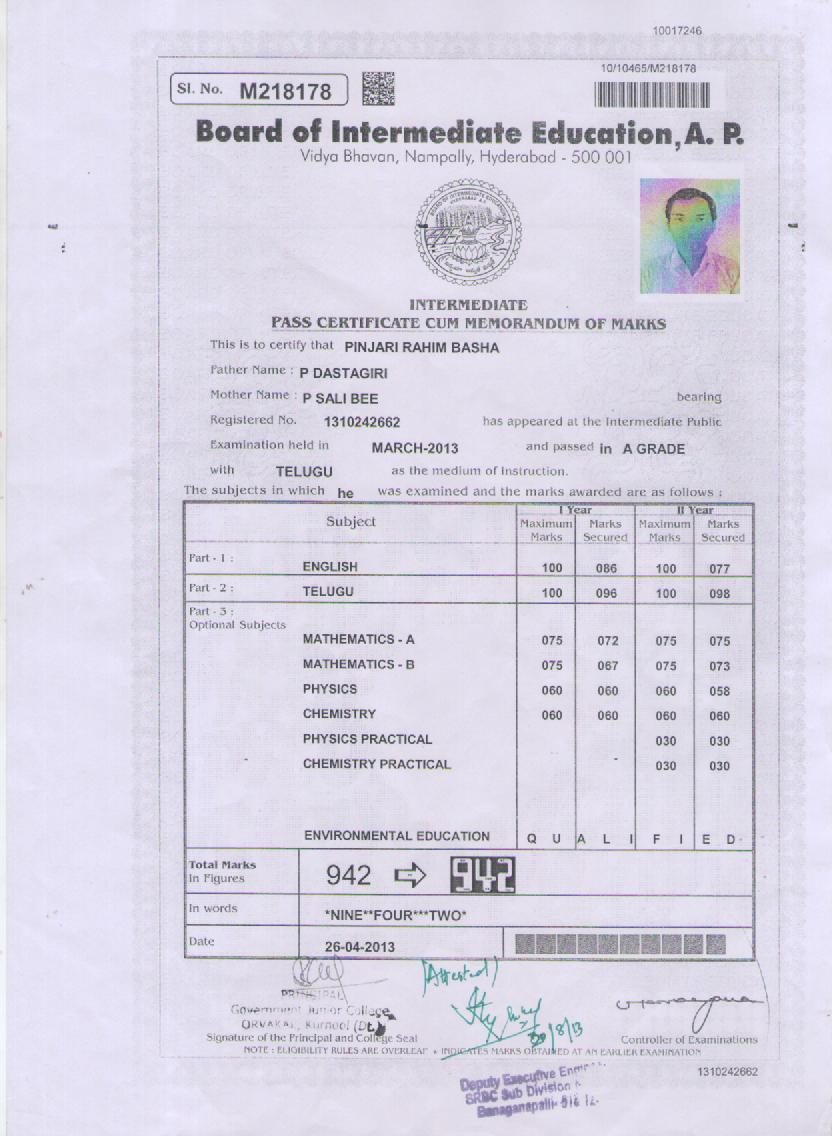 10017246
10/10465/M218178
Sl. No. M218178
Board of Intermediate Education, A. P.
Vidya Bhavan, Nampally, Hyderabad - 500 001
INTERMEDIATE
PASS CERTIFICATE CUM MEMORANDUM OF MARKS
This is to certify that PINJARI RAHIM BASHA
Father Name : P DASTAGIRI
Mother Name : P SALI BEE bearing
Registered No. 1310242662 has appeared at the Intermediate Public
Examination held in MARCH-2013 and passed in A GRADE
with TELUGU as the medium of instruction.
The subjects in which he was examined and the marks awarded are as follows :
Subject I Year II Year
Maximum Marks Marks Secured Maximum Marks Marks Secured
Part - 1 : ENGLISH 100 086 100 077
Part - 2 : TELUGU 100 096 100 098
Part - 3 :
Optional Subjects
MATHEMATICS - A 075 072 075 075
MATHEMATICS - B 075 067 075 073
PHYSICS 060 060 060 058
CHEMISTRY 060 060 060 060
PHYSICS PRACTICAL 030 030
CHEMISTRY PRACTICAL - 030 030
ENVIRONMENTAL EDUCATION Q U A L I F I E D
Total Marks
In Figures 942 942
In words *NINE**FOUR***TWO*
Date 26-04-2013
(Attested)
PRINCIPAL
Government Junior College
ORVAKAL, Kurnool (Dt.)
30/8/13
Signature of the Principal and College Seal Controller of Examinations
NOTE : ELIGIBILITY RULES ARE OVERLEAF * INDICATES MARKS OBTAINED AT AN EARLIER EXAMINATION
1310242662
Deputy Executive
SRBC Sub Division
Banaganapalli